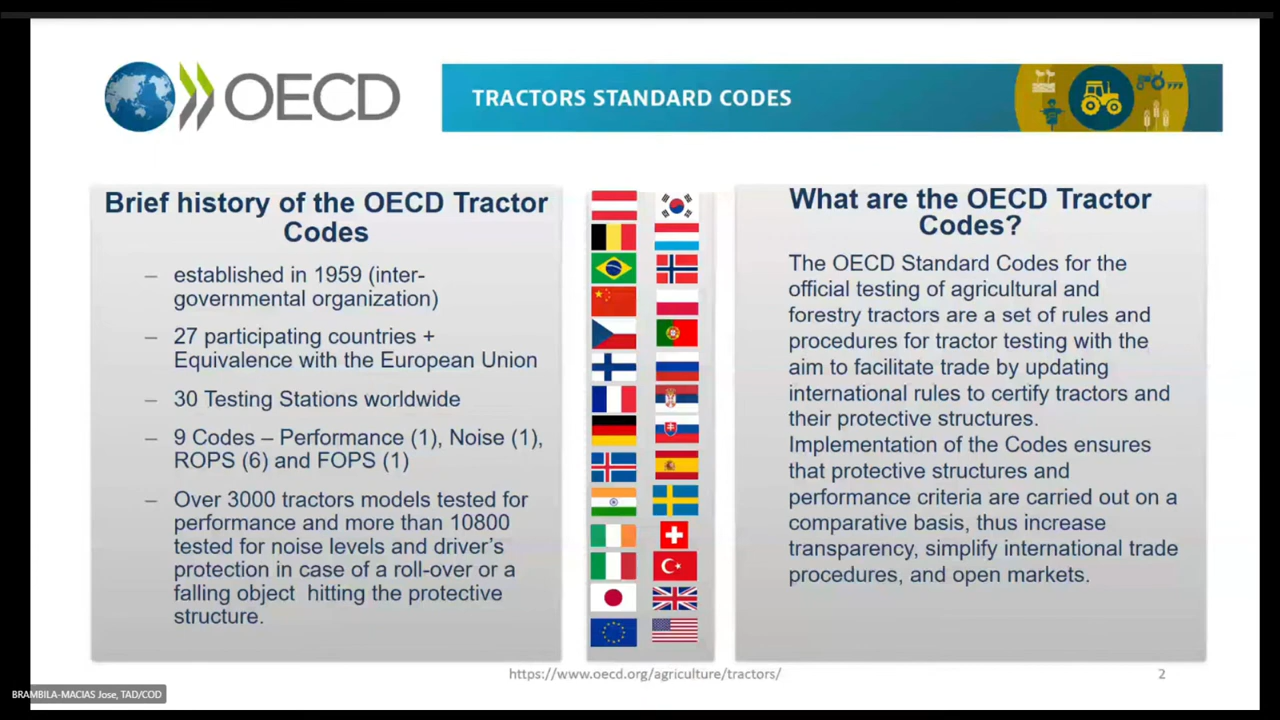 OECD
TRACTORS STANDARD CODES
Brief history of the OECD Tractor
Codes
– established in 1959 (inter-
governmental organization)
– 27 participating countries +
Equivalence with the European Union
– 30 Testing Stations worldwide
– 9 Codes – Performance (1), Noise (1),
ROPS (6) and FOPS (1)
– Over 3000 tractors models tested for
performance and more than 10800
tested for noise levels and driver’s
protection in case of a roll-over or a
falling object hitting the protective
structure.
What are the OECD Tractor
Codes?
The OECD Standard Codes for the
official testing of agricultural and
forestry tractors are a set of rules and
procedures for tractor testing with the
aim to facilitate trade by updating
international rules to certify tractors and
their protective structures.
Implementation of the Codes ensures
that protective structures and
performance criteria are carried out on a
comparative basis, thus increase
transparency, simplify international trade
procedures, and open markets.
https://www.oecd.org/agriculture/tractors/
2
BRAMBILA-MACIAS Jose, TAD/COD